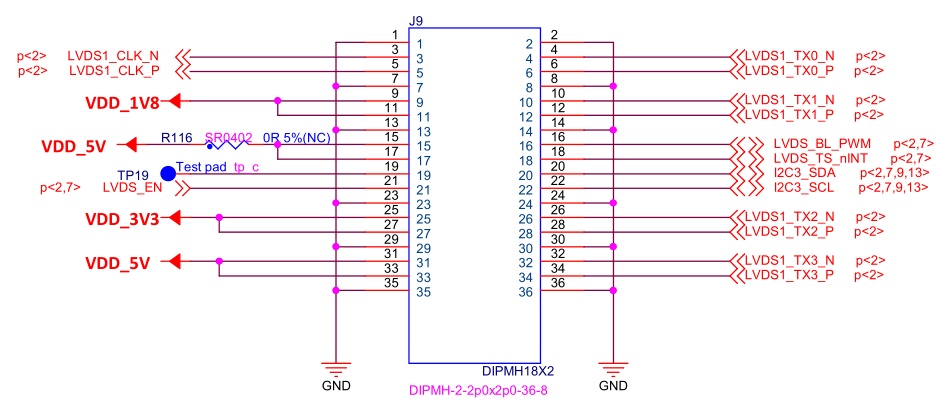 J9
1 2
p<2> LVDS1_CLK_N 3 1 2 4 LVDS1_TX0_N p<2>
p<2> LVDS1_CLK_P 5 3 4 6 LVDS1_TX0_P p<2>
7 5 6 8
VDD_1V8 9 7 8 10 LVDS1_TX1_N p<2>
11 9 10 12 LVDS1_TX1_P p<2>
13 11 12 14
VDD_5V R116 SR0402 0R 5%(NC) 15 13 14 16 LVDS_BL_PWM p<2,7>
17 15 16 18 LVDS_TS_nINT p<2,7>
TP19 Test pad tp_c 19 17 18 20 I2C3_SDA p<2,7,9,13>
p<2,7> LVDS_EN 21 19 20 22 I2C3_SCL p<2,7,9,13>
23 21 22 24
VDD_3V3 25 23 24 26 LVDS1_TX2_N p<2>
27 25 26 28 LVDS1_TX2_P p<2>
29 27 28 30
VDD_5V 31 29 30 32 LVDS1_TX3_N p<2>
33 31 32 34 LVDS1_TX3_P p<2>
35 33 34 36
35 36
DIPMH18X2
GND DIPMH-2-2p0x2p0-36-8 GND